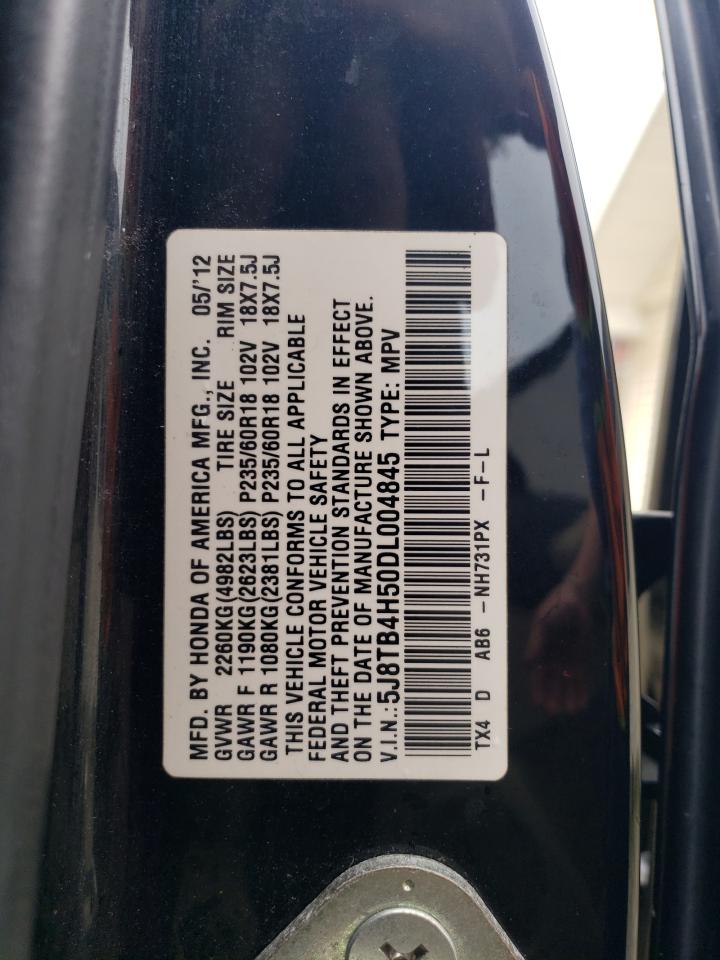 MFD. BY HONDA OF AMERICA MFG., INC. 05/'12
GVWR 2260KG(4982LBS) TIRE SIZE RIM SIZE
GAWR F 1190KG(2623LBS) P235/60R18 102V 18X7.5J
GAWR R 1080KG(2381LBS) P235/60R18 102V 18X7.5J
THIS VEHICLE CONFORMS TO ALL APPLICABLE
FEDERAL MOTOR VEHICLE SAFETY
AND THEFT PREVENTION STANDARDS IN EFFECT
ON THE DATE OF MANUFACTURE SHOWN ABOVE.
V.I.N.:5J8TB4H50DL004845 TYPE: MPV
TX4 D AB6 -NH731PX -F-L